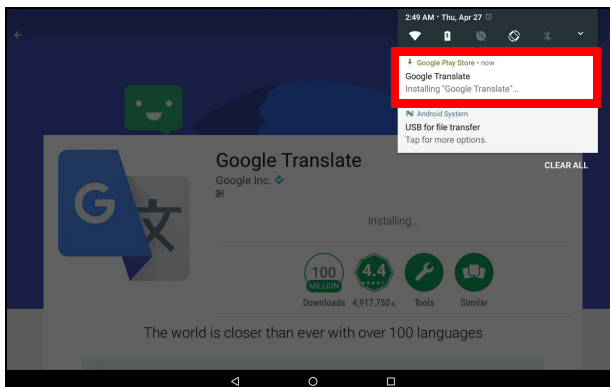 2:49 AM • Thu, Apr 27
Google Play Store • now
Google Translate
Installing "Google Translate"...
Android System
USB for file transfer
Tap for more options.
CLEAR ALL
G
文
Google Translate
Google Inc.
Installing...
100
MILLION
4.4
Downloads
4,917,750
Tools
Similar
The world is closer than ever with over 100 languages